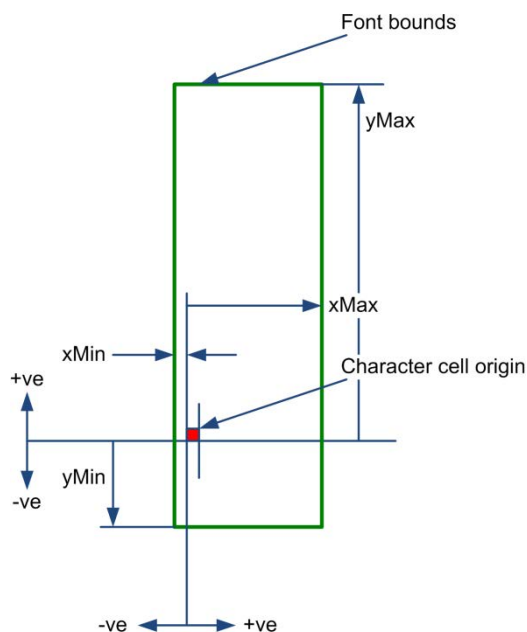 Font bounds
yMax
xMax
xMin
Character cell origin
+ve
yMin
-ve
-ve
+ve